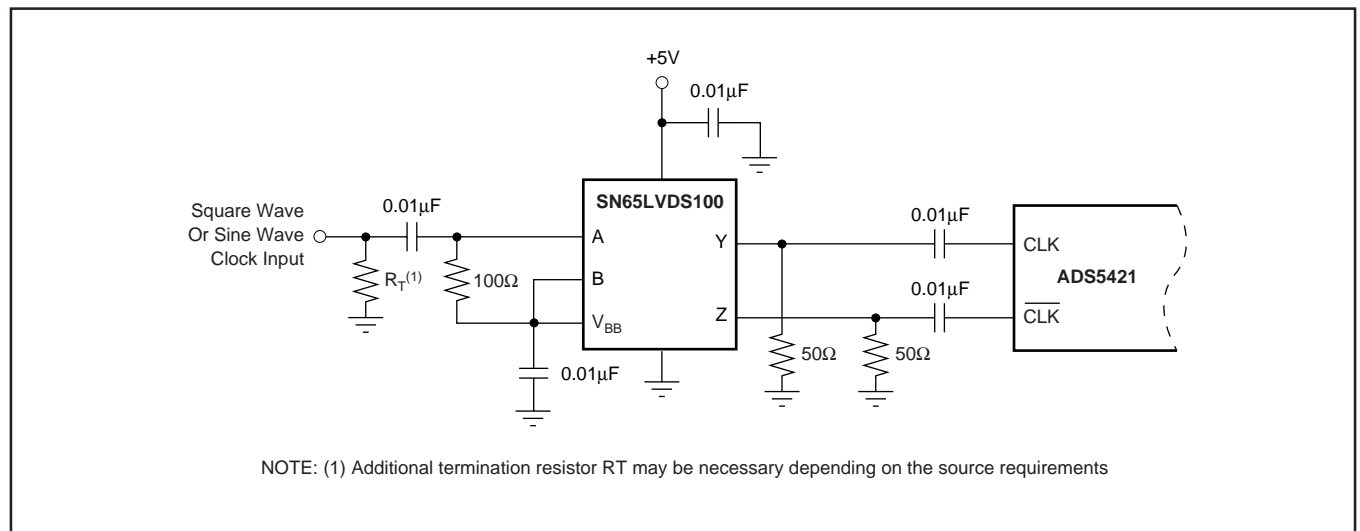 +5V
0.01µF
SN65LVDS100
Square Wave
Or Sine Wave
Clock Input
0.01µF
A
Y
0.01µF
CLK
R_T(1)
100Ω
B
ADS5421
0.01µF
V_BB
Z
C̅L̅K̅
50Ω
50Ω
0.01µF
NOTE: (1) Additional termination resistor RT may be necessary depending on the source requirements